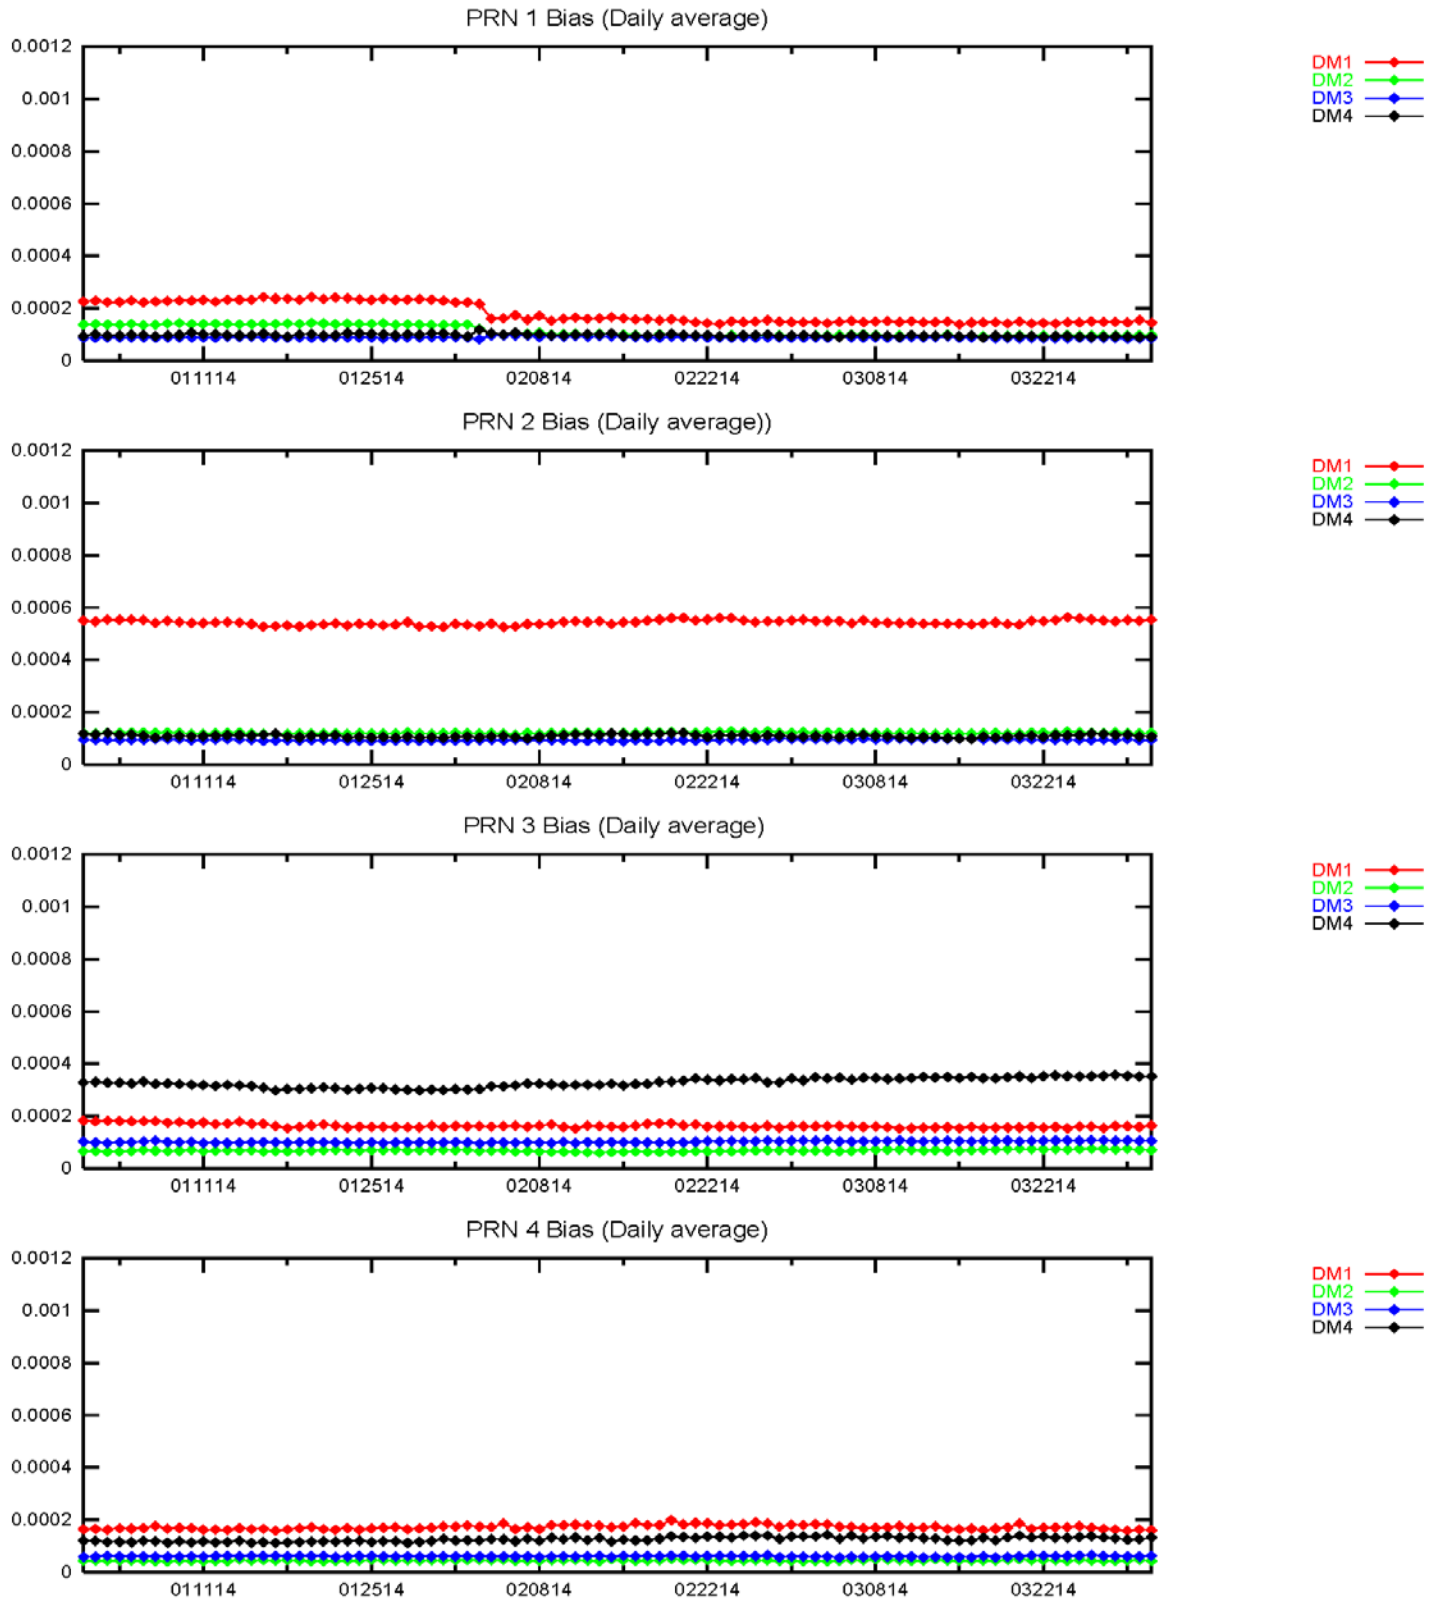 PRN 1 Bias (Daily average)
0.0012
0.001
0.0008
0.0006
0.0004
0.0002
0
011114 012514 020814 022214 030814 032214
DM1
DM2
DM3
DM4
PRN 2 Bias (Daily average))
0.0012
0.001
0.0008
0.0006
0.0004
0.0002
0
011114 012514 020814 022214 030814 032214
DM1
DM2
DM3
DM4
PRN 3 Bias (Daily average)
0.0012
0.001
0.0008
0.0006
0.0004
0.0002
0
011114 012514 020814 022214 030814 032214
DM1
DM2
DM3
DM4
PRN 4 Bias (Daily average)
0.0012
0.001
0.0008
0.0006
0.0004
0.0002
0
011114 012514 020814 022214 030814 032214
DM1
DM2
DM3
DM4